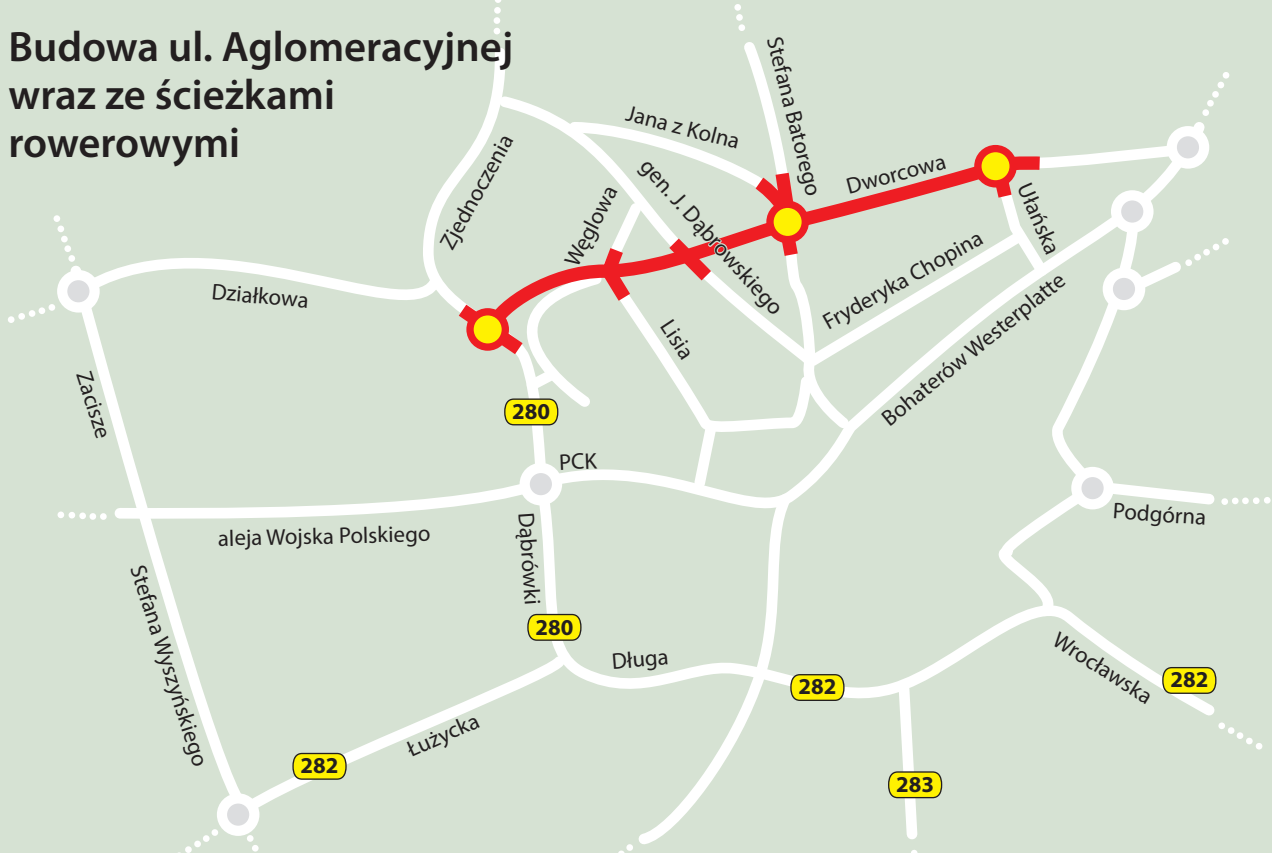 Budowa ul. Aglomeracyjnej
wraz ze ścieżkami
rowerowymi
Stefana Batorego
Jana z Kolna
Zjednoczenia
gen. J. Dąbrowskiego
Dworcowa
Węglowa
Ułańska
Fryderyka Chopina
Działkowa
Lisia
Bohaterów Westerplatte
Zacisze
280
PCK
aleja Wojska Polskiego
Dąbrówki
Podgórna
Stefana Wyszyńskiego
280
Długa
Wrocławska
282
282
Łużycka
282
283